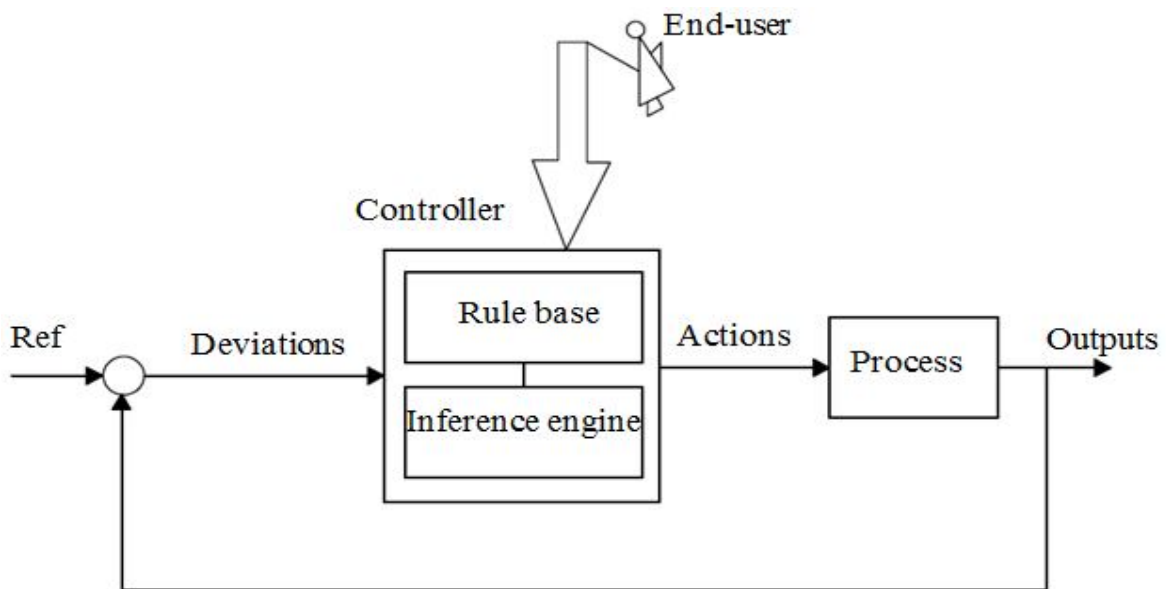 End-user
Controller
Ref
Deviations
Rule base
Inference engine
Actions
Process
Outputs